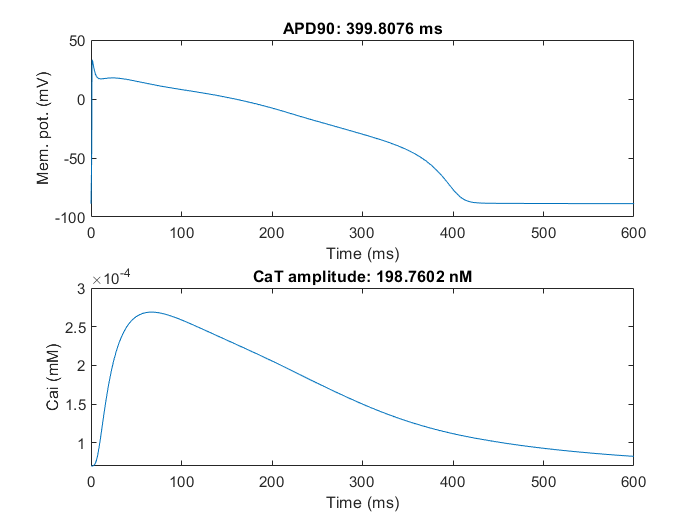 APD90: 399.8076 ms
50
0
-50
-100
Mem. pot. (mV)
0 100 200 300 400 500 600
Time (ms)
×10-4
CaT amplitude: 198.7602 nM
3
2.5
2
1.5
1
Cai (mM)
0 100 200 300 400 500 600
Time (ms)